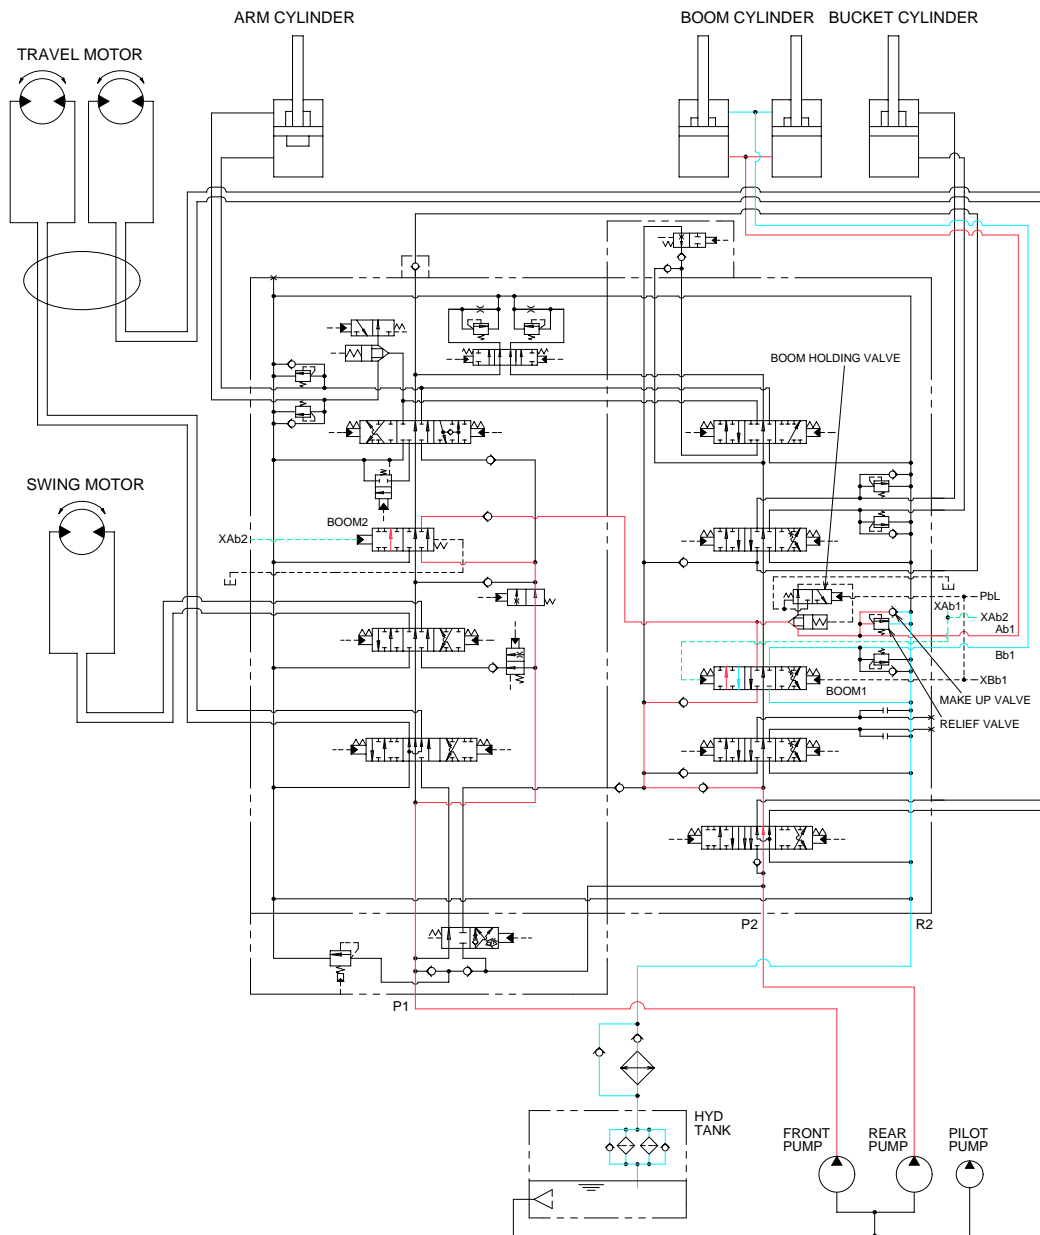 ARM CYLINDER
BOOM CYLINDER
BUCKET CYLINDER
TRAVEL MOTOR
BOOM HOLDING VALVE
SWING MOTOR
BOOM2
XAb2
PbL
XAb1
XAb2
Ab1
Bb1
XBb1
BOOM1
MAKE UP VALVE
RELIEF VALVE
P2
R2
P1
HYD
TANK
FRONT
PUMP
REAR
PUMP
PILOT
PUMP